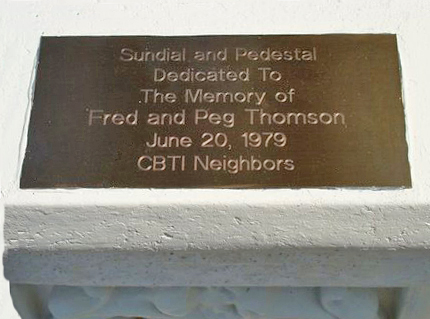 Sundial and Pedestal
Dedicated To
The Memory of
Fred and Peg Thomson
June 20, 1979
CBTI Neighbors